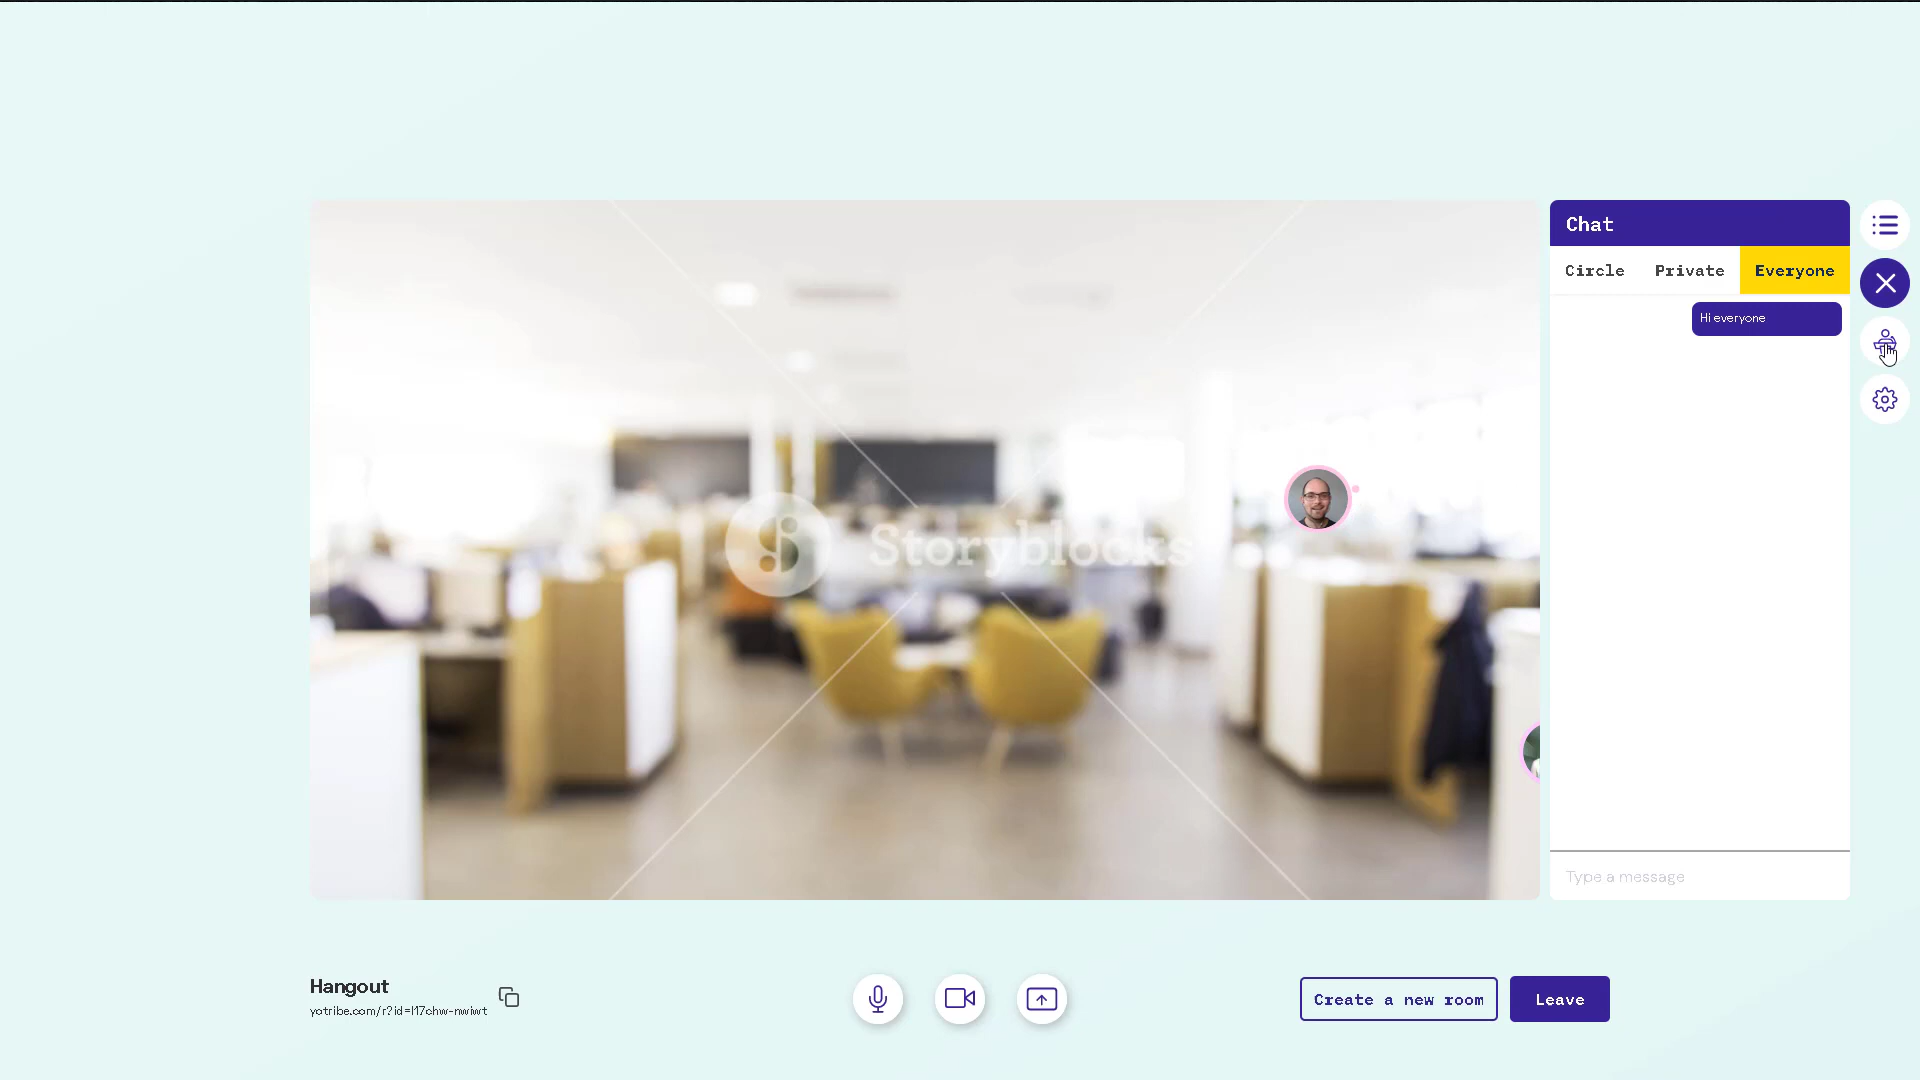 Chat
Circle Private Everyone
Hi everyone
Storyblocks
Type a message
Hangout
yotribe.com/r?id=l17chw-nwiwt
Create a new room
Leave